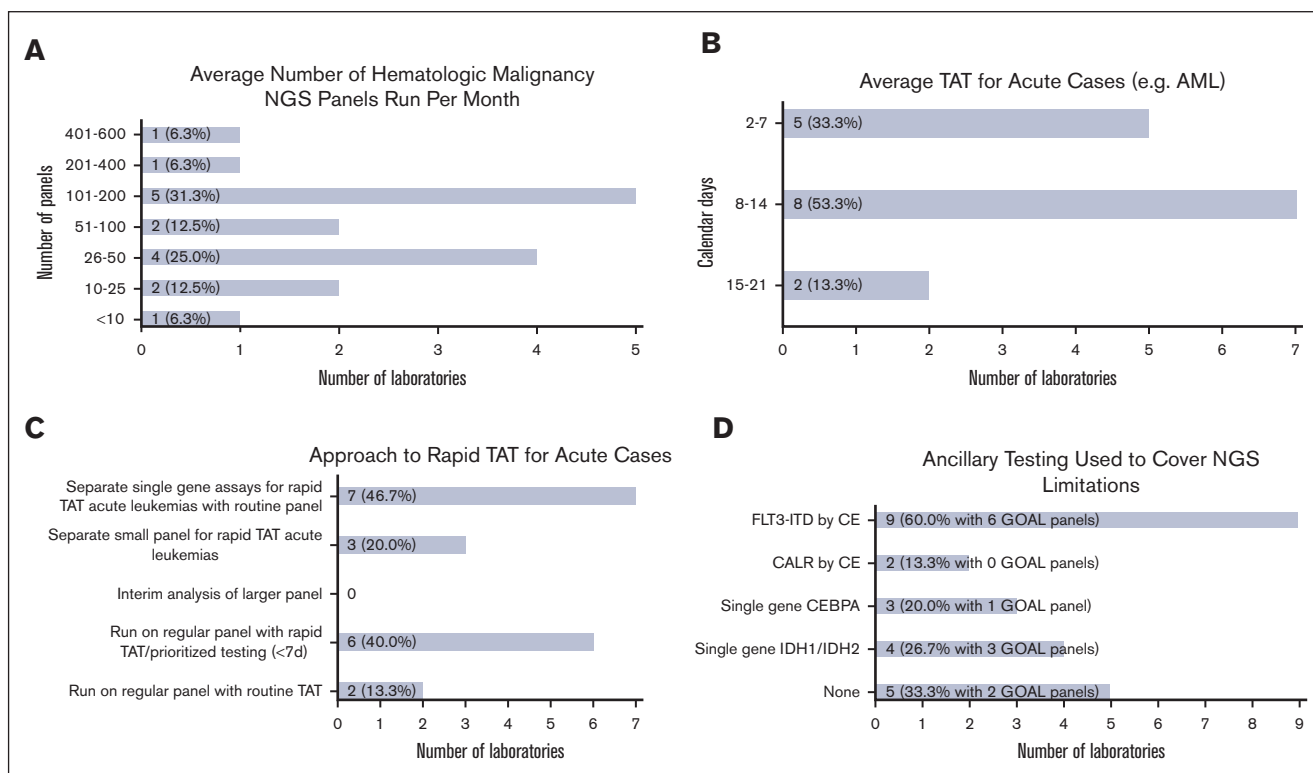 A
Average Number of Hematologic Malignancy
NGS Panels Run Per Month
Number of panels
401-600
1 (6.3%)
201-400
1 (6.3%)
101-200
5 (31.3%)
51-100
2 (12.5%)
26-50
4 (25.0%)
10-25
2 (12.5%)
<10
1 (6.3%)
0 1 2 3 4 5
Number of laboratories
B
Average TAT for Acute Cases (e.g. AML)
Calendar days
2-7
5 (33.3%)
8-14
8 (53.3%)
15-21
2 (13.3%)
0 1 2 3 4 5 6 7
Number of laboratories
C
Approach to Rapid TAT for Acute Cases
Separate single gene assays for rapid
TAT acute leukemias with routine panel
7 (46.7%)
Separate small panel for rapid TAT acute
leukemias
3 (20.0%)
Interim analysis of larger panel
0
Run on regular panel with rapid
TAT/prioritized testing (<7d)
6 (40.0%)
Run on regular panel with routine TAT
2 (13.3%)
0 1 2 3 4 5 6 7
Number of laboratories
D
Ancillary Testing Used to Cover NGS
Limitations
FLT3-ITD by CE
9 (60.0% with 6 GOAL panels)
CALR by CE
2 (13.3% with 0 GOAL panels)
Single gene CEBPA
3 (20.0% with 1 GOAL panel)
Single gene IDH1/IDH2
4 (26.7% with 3 GOAL panels)
None
5 (33.3% with 2 GOAL panels)
0 1 2 3 4 5 6 7 8 9
Number of laboratories